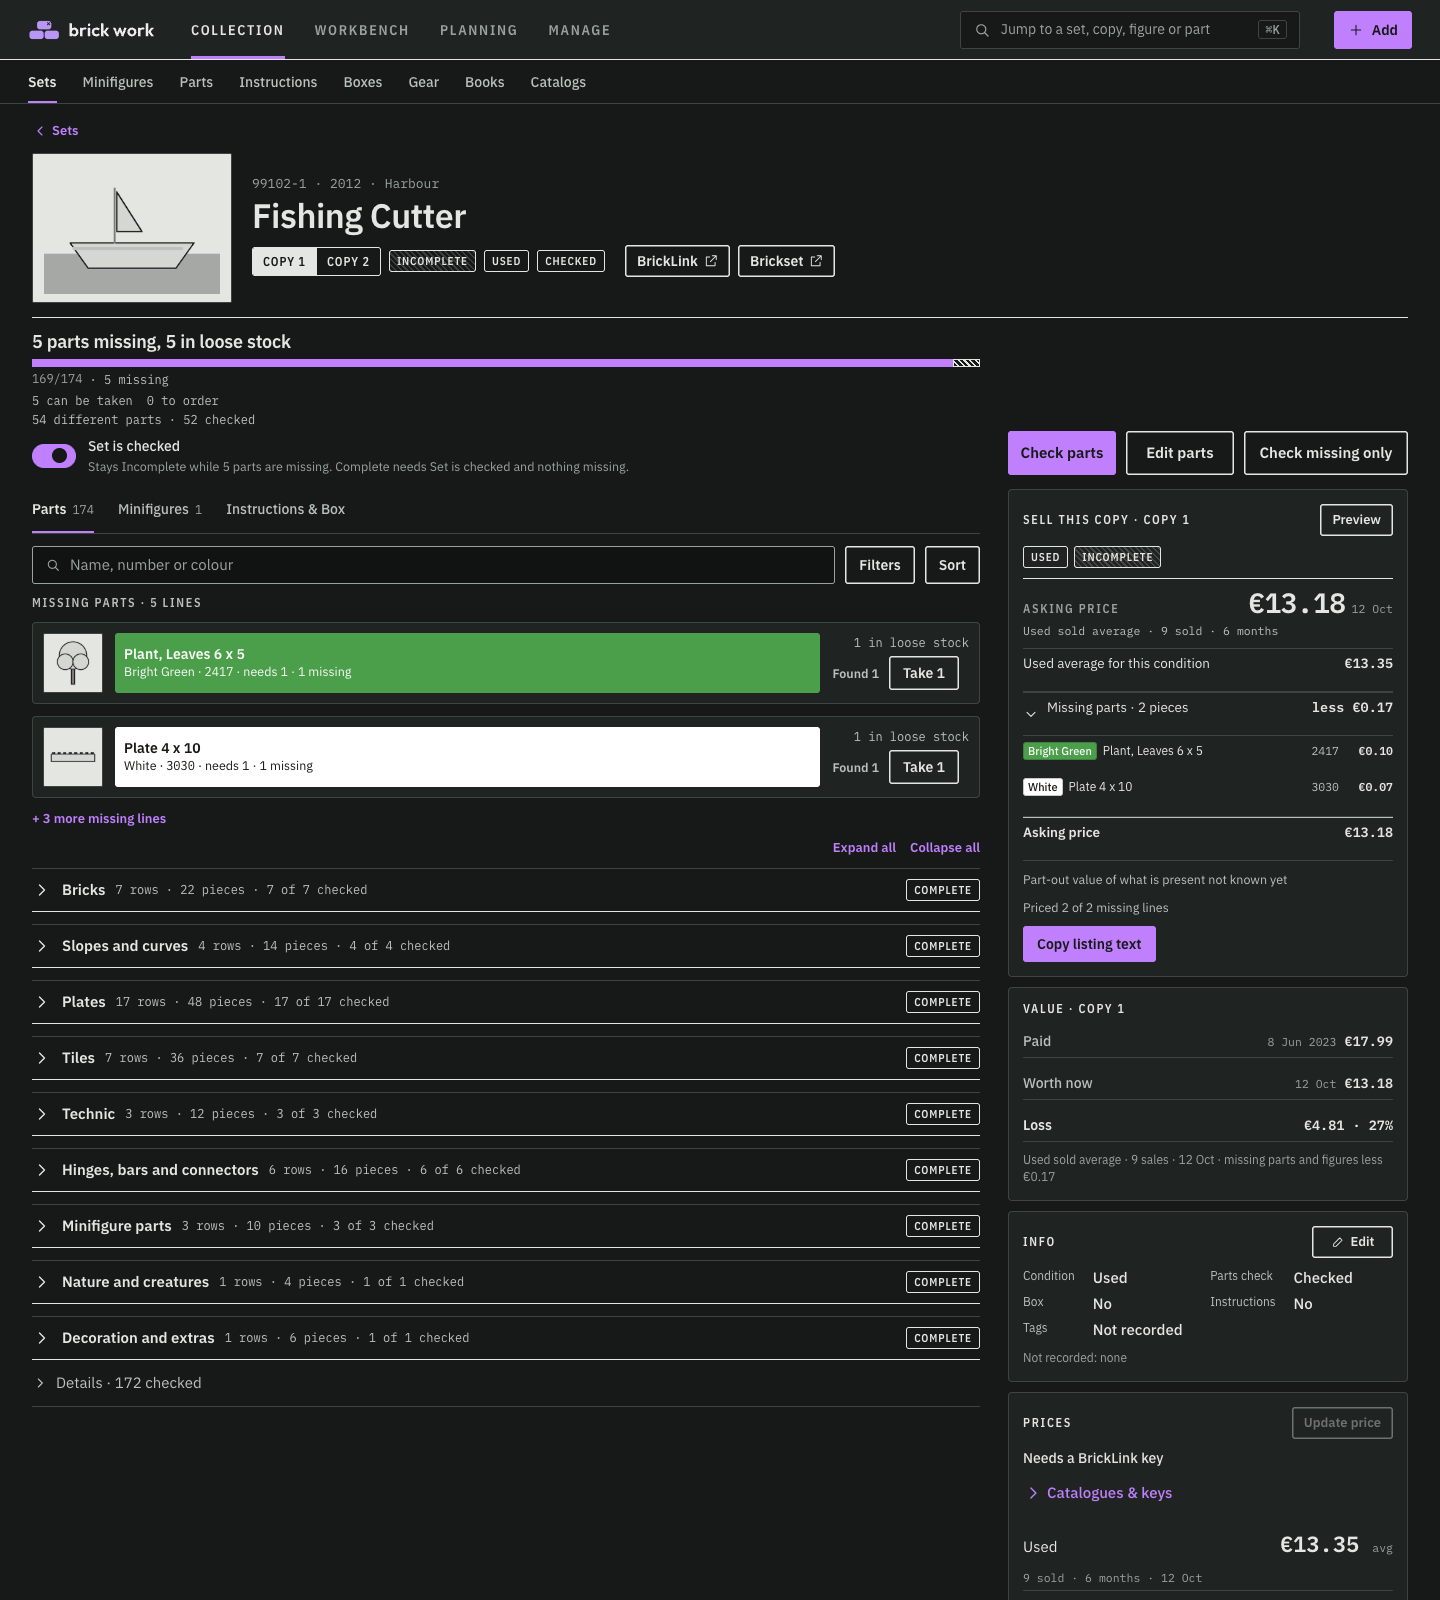 brick work
COLLECTION WORKBENCH PLANNING MANAGE
Jump to a set, copy, figure or part ⌘K
+ Add
Sets Minifigures Parts Instructions Boxes Gear Books Catalogs
Sets
99102-1 · 2012 · Harbour
Fishing Cutter
COPY 1 COPY 2 INCOMPLETE USED CHECKED BrickLink Brickset
5 parts missing, 5 in loose stock
169/174 · 5 missing
5 can be taken 0 to order
54 different parts · 52 checked
Set is checked
Stays Incomplete while 5 parts are missing. Complete needs Set is checked and nothing missing.
Parts 174 Minifigures 1 Instructions & Box
Name, number or colour
Filters Sort
MISSING PARTS · 5 LINES
Plant, Leaves 6 x 5
Bright Green · 2417 · needs 1 · 1 missing
1 in loose stock
Found 1 Take 1
Plate 4 x 10
White · 3030 · needs 1 · 1 missing
1 in loose stock
Found 1 Take 1
+ 3 more missing lines
Expand all Collapse all
Bricks 7 rows · 22 pieces · 7 of 7 checked COMPLETE
Slopes and curves 4 rows · 14 pieces · 4 of 4 checked COMPLETE
Plates 17 rows · 48 pieces · 17 of 17 checked COMPLETE
Tiles 7 rows · 36 pieces · 7 of 7 checked COMPLETE
Technic 3 rows · 12 pieces · 3 of 3 checked COMPLETE
Hinges, bars and connectors 6 rows · 16 pieces · 6 of 6 checked COMPLETE
Minifigure parts 3 rows · 10 pieces · 3 of 3 checked COMPLETE
Nature and creatures 1 rows · 4 pieces · 1 of 1 checked COMPLETE
Decoration and extras 1 rows · 6 pieces · 1 of 1 checked COMPLETE
Details · 172 checked
Check parts Edit parts Check missing only
SELL THIS COPY · COPY 1 Preview
USED INCOMPLETE
ASKING PRICE €13.18 12 Oct
Used sold average · 9 sold · 6 months
Used average for this condition €13.35
Missing parts · 2 pieces less €0.17
Bright Green Plant, Leaves 6 x 5 2417 €0.10
White Plate 4 x 10 3030 €0.07
Asking price €13.18
Part-out value of what is present not known yet
Priced 2 of 2 missing lines
Copy listing text
VALUE · COPY 1
Paid 8 Jun 2023 €17.99
Worth now 12 Oct €13.18
Loss €4.81 · 27%
Used sold average · 9 sales · 12 Oct · missing parts and figures less
€0.17
INFO Edit
Condition Used Parts check Checked
Box No Instructions No
Tags Not recorded
Not recorded: none
PRICES Update price
Needs a BrickLink key
Catalogues & keys
Used €13.35 avg
9 sold · 6 months · 12 Oct